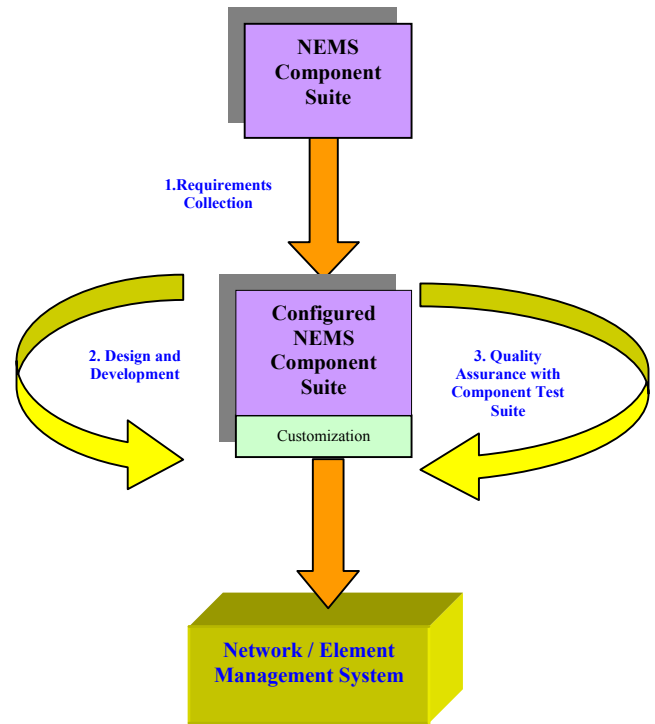 NEMS
Component
Suite
1.Requirements
Collection
Configured
NEMS
Component
Suite
Customization
2. Design and
Development
3. Quality
Assurance with
Component Test
Suite
Network / Element
Management System